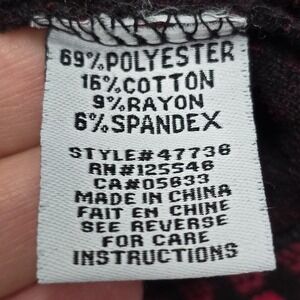 69%POLYESTER
16%COTTON
9%RAYON
6%SPANDEX
STYLE#47736
RN#125546
CA#05633
MADE IN CHINA
FAIT EN CHINE
SEE REVERSE
FOR CARE
INSTRUCTIONS